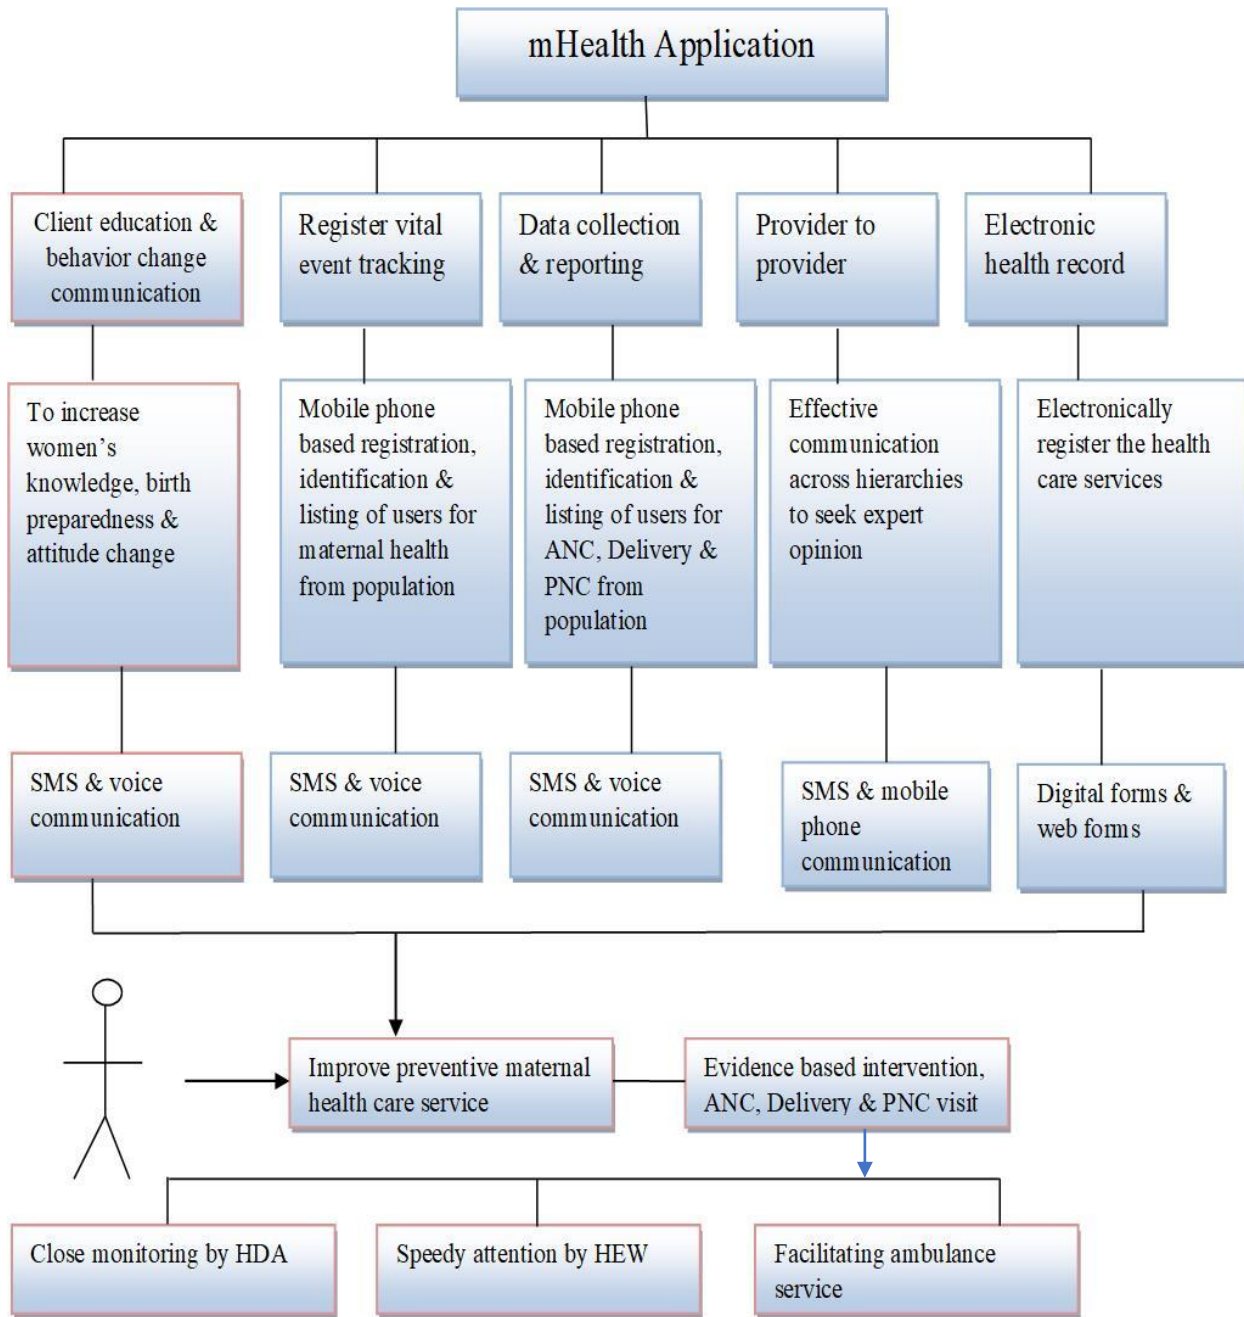 mHealth Application
Client education &
behavior change
communication
Register vital
event tracking
Data collection
& reporting
Provider to
provider
Electronic
health record
To increase
women’s
knowledge, birth
preparedness &
attitude change
Mobile phone
based registration,
identification &
listing of users for
maternal health
from population
Mobile phone
based registration,
identification &
listing of users for
ANC, Delivery &
PNC from
population
Effective
communication
across hierarchies
to seek expert
opinion
Electronically
register the health
care services
SMS & voice
communication
SMS & voice
communication
SMS & voice
communication
SMS & mobile
phone
communication
Digital forms &
web forms
Improve preventive maternal
health care service
Evidence based intervention,
ANC, Delivery & PNC visit
Close monitoring by HDA
Speedy attention by HEW
Facilitating ambulance
service